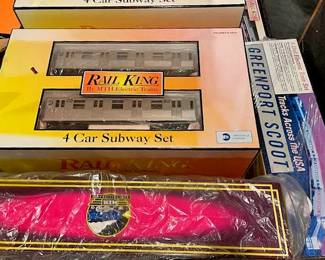 4 Car Subway Set
RAIL KING
By MTH Electric Trains
4 Car Subway Set
RAIL KING
GREENPORT SCOOT
Tracks Across the USA